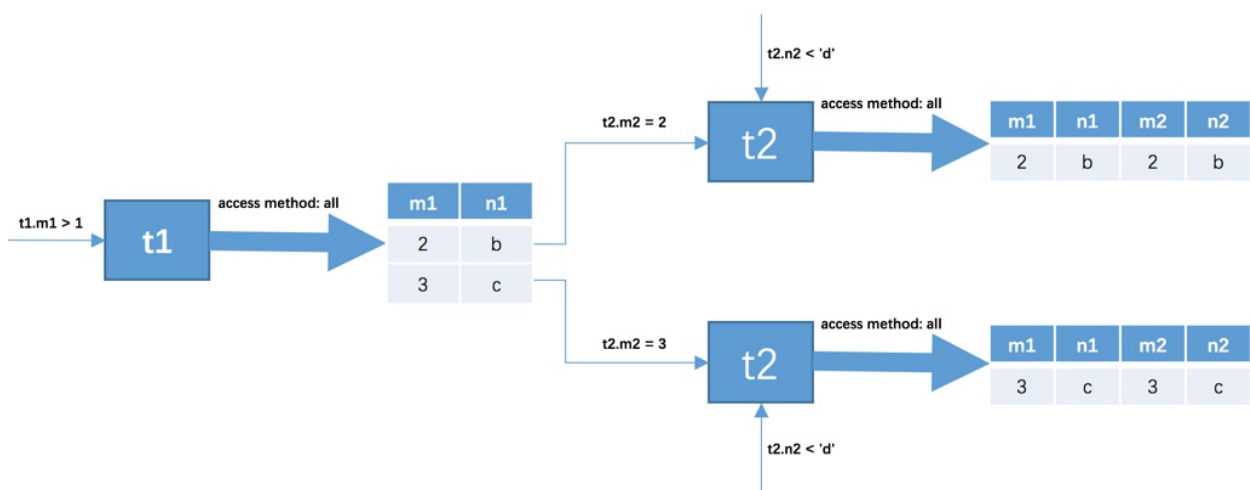 t2.n2 < 'd'
access method: all
t2.m2 = 2
t2
m1 n1 m2 n2
2 b 2 b
t1.m1 > 1
t1
access method: all
m1 n1
2 b
3 c
t2.m2 = 3
t2
access method: all
m1 n1 m2 n2
3 c 3 c
t2.n2 < 'd'